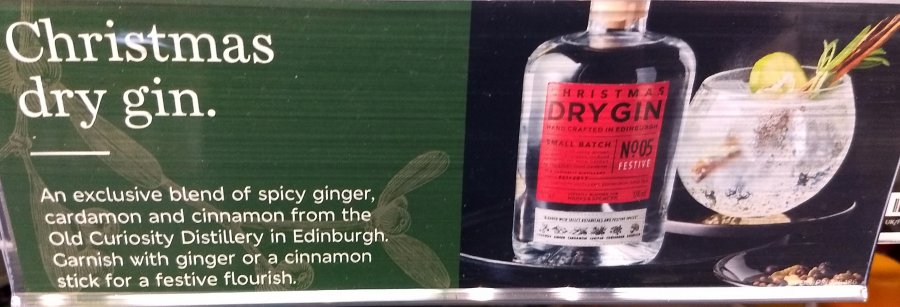 Christmas
dry gin.
An exclusive blend of spicy ginger,
cardamon and cinnamon from the
Old Curiosity Distillery in Edinburgh.
Garnish with ginger or a cinnamon
stick for a festive flourish.
CHRISTMAS
DRY GIN
HAND CRAFTED IN EDINBURGH
SMALL BATCH
Nº05
FESTIVE